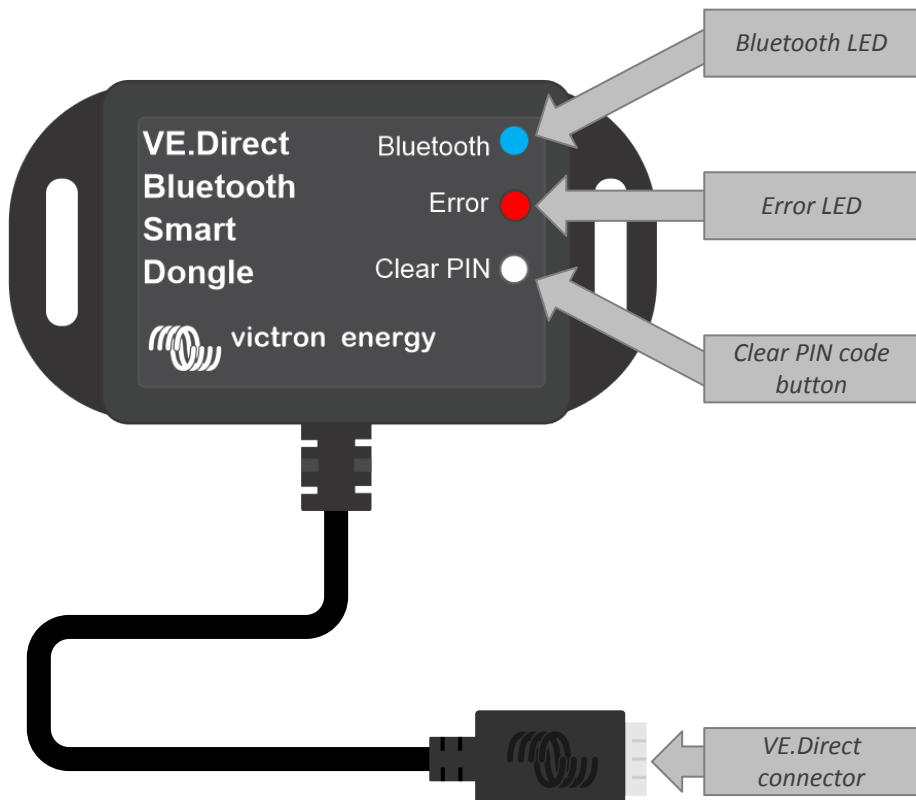 Bluetooth LED
VE.Direct
Bluetooth
Smart
Dongle
Bluetooth
Error
Clear PIN
victron energy
Error LED
Clear PIN code
button
VE.Direct
connector